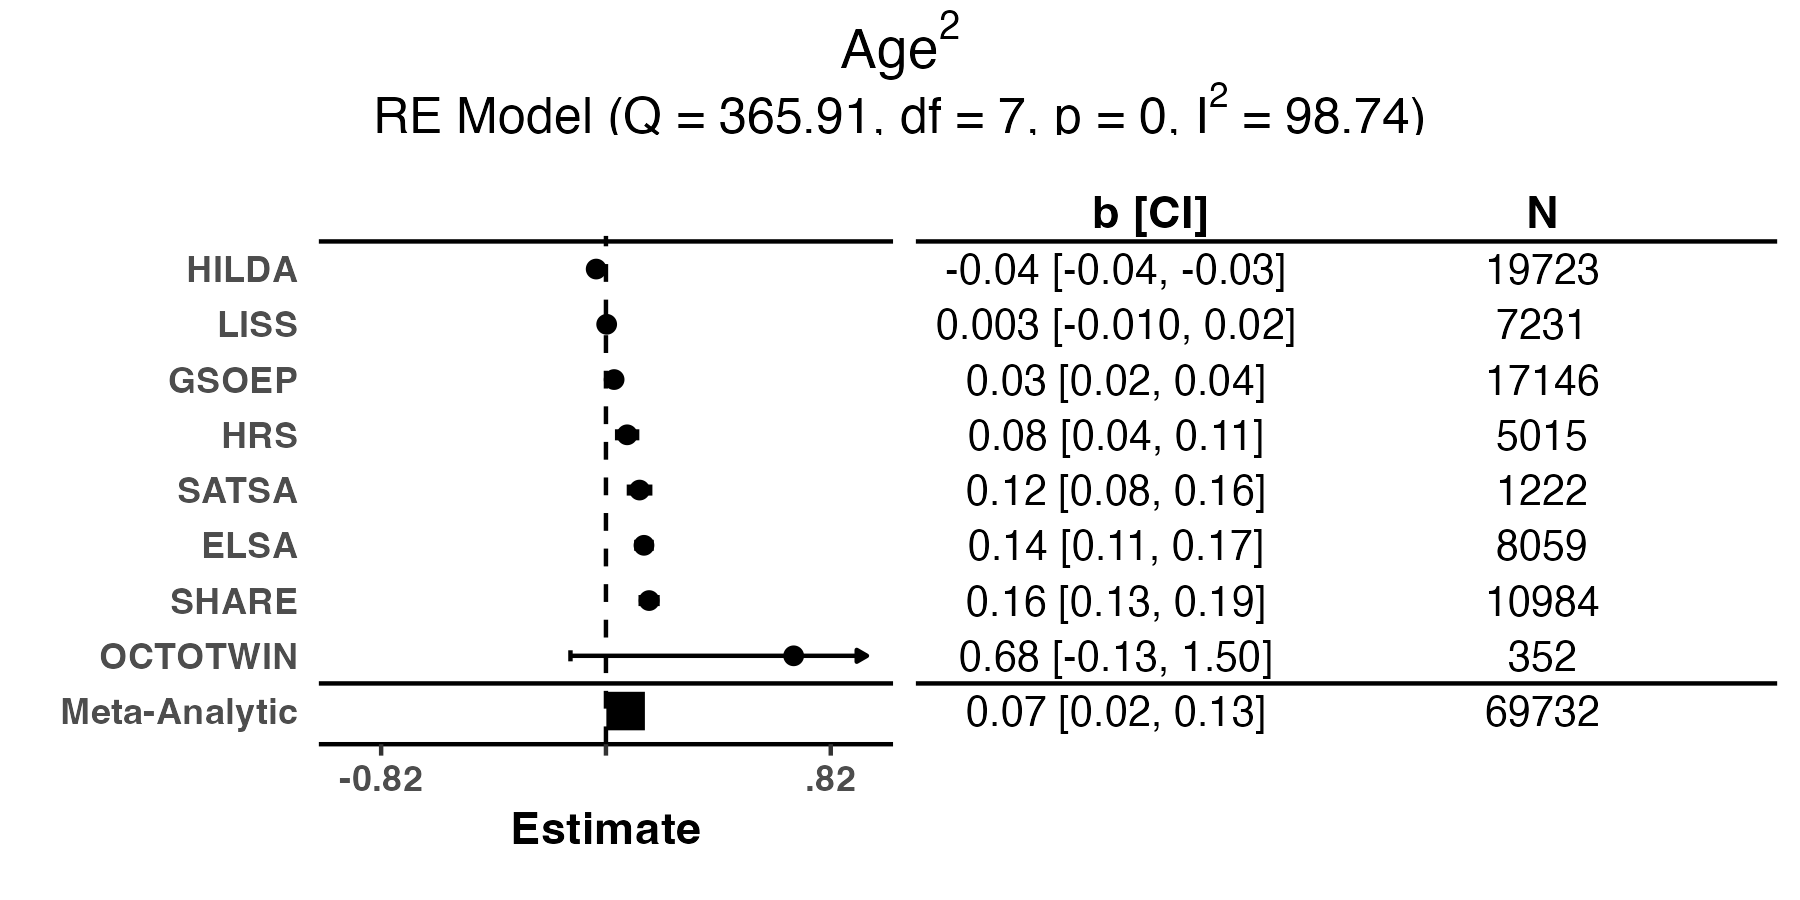 Age²
RE Model (Q = 365.91, df = 7, p = 0, I² = 98.74)
b [CI] N
HILDA -0.04 [-0.04, -0.03] 19723
LISS 0.003 [-0.010, 0.02] 7231
GSOEP 0.03 [0.02, 0.04] 17146
HRS 0.08 [0.04, 0.11] 5015
SATSA 0.12 [0.08, 0.16] 1222
ELSA 0.14 [0.11, 0.17] 8059
SHARE 0.16 [0.13, 0.19] 10984
OCTOTWIN 0.68 [-0.13, 1.50] 352
Meta-Analytic 0.07 [0.02, 0.13] 69732
-0.82 .82
Estimate